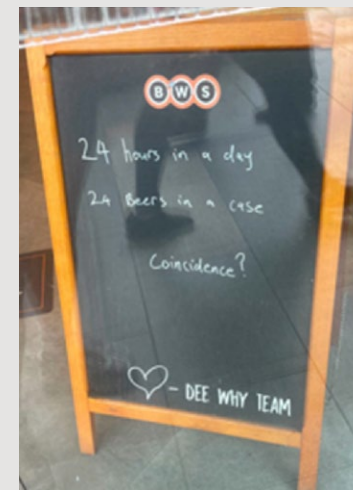 BWS
24 hours in a day
24 Beers in a case
Coincidence?
♡ - DEE WHY TEAM